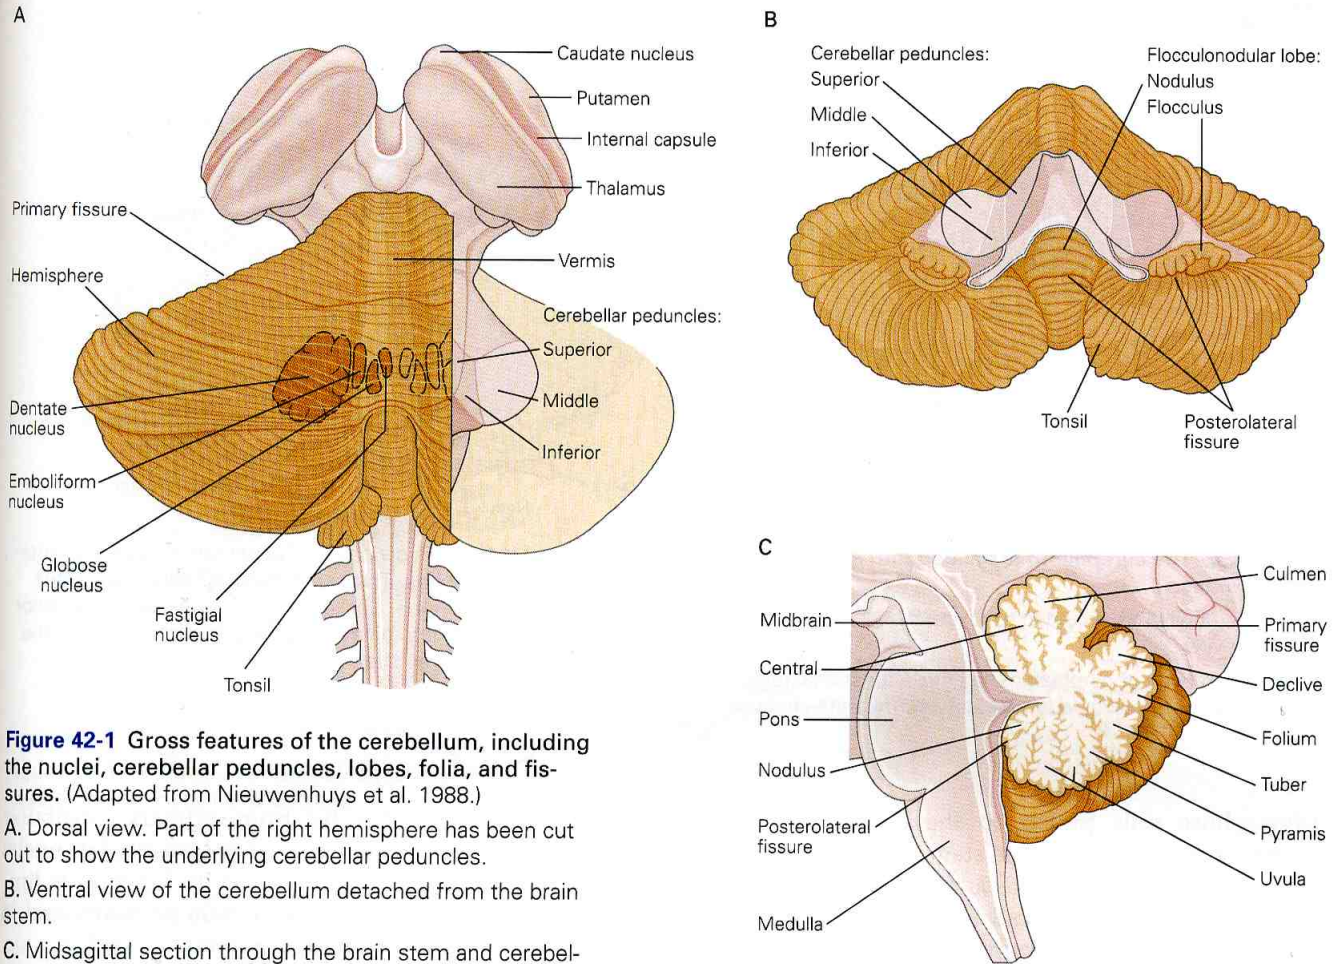 A
Caudate nucleus
Putamen
Internal capsule
Thalamus
Primary fissure
Hemisphere
Vermis
Cerebellar peduncles:
Superior
Middle
Inferior
Dentate
nucleus
Emboliform
nucleus
Globose
nucleus
Fastigial
nucleus
Tonsil
B
Cerebellar peduncles:
Superior
Middle
Inferior
Flocculonodular lobe:
Nodulus
Flocculus
Tonsil
Posterolateral
fissure
C
Midbrain
Central
Pons
Nodulus
Posterolateral
fissure
Medulla
Culmen
Primary
fissure
Declive
Folium
Tuber
Pyramis
Uvula
Figure 42-1 Gross features of the cerebellum, including
the nuclei, cerebellar peduncles, lobes, folia, and fis-
sures. (Adapted from Nieuwenhuys et al. 1988.)
A. Dorsal view. Part of the right hemisphere has been cut
out to show the underlying cerebellar peduncles.
B. Ventral view of the cerebellum detached from the brain
stem.
C. Midsagittal section through the brain stem and cerebel-